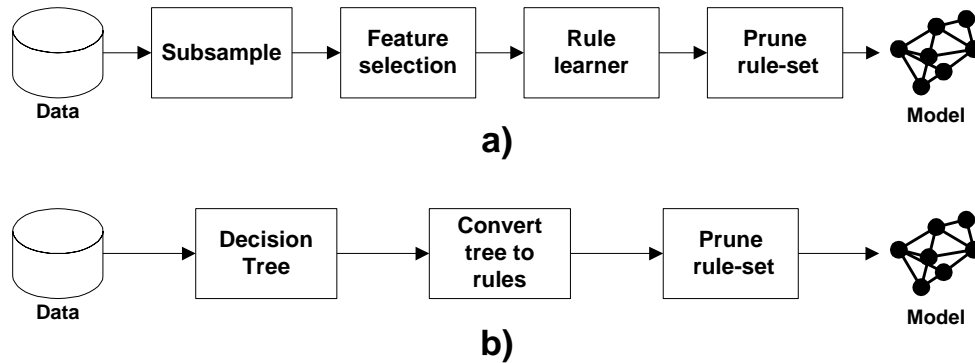 Data
Subsample
Feature
selection
Rule
learner
Prune
rule-set
Model
a)
Data
Decision
Tree
Convert
tree to
rules
Prune
rule-set
Model
b)